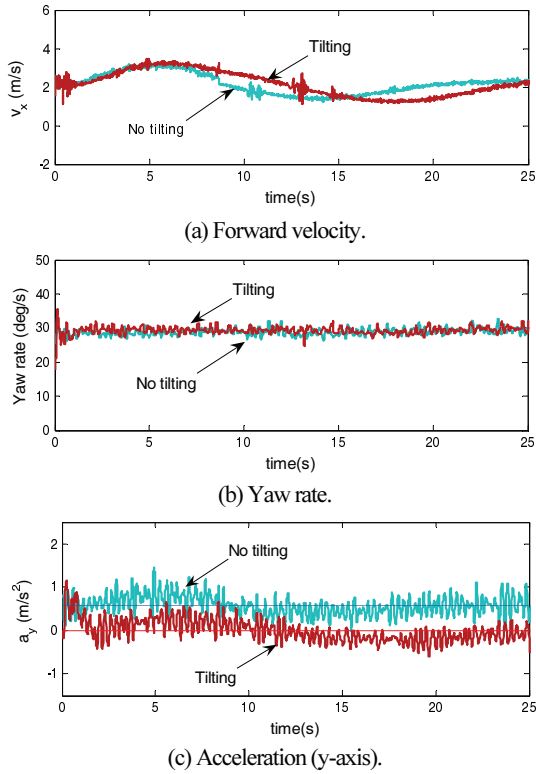 6
4
2
0
-2
v_x (m/s)
Tilting
No tilting
0 5 10 15 20 25
time(s)
(a) Forward velocity.
50
40
30
20
10
0
Yaw rate (deg/s)
Tilting
No tilting
0 5 10 15 20 25
time(s)
(b) Yaw rate.
2
1
0
-1
a_y (m/s²)
No tilting
Tilting
0 5 10 15 20 25
time(s)
(c) Acceleration (y-axis).